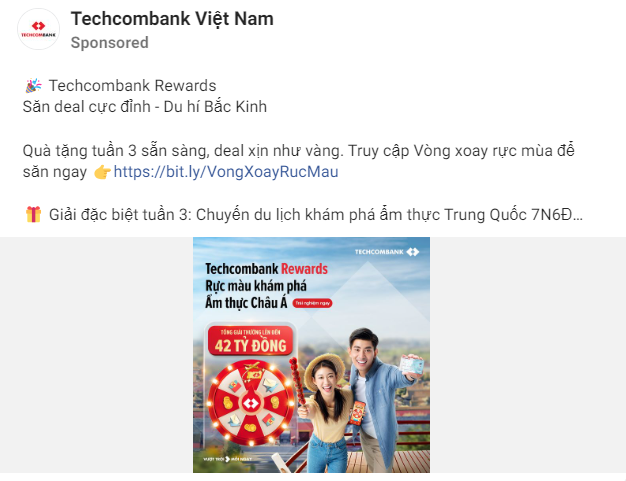 Techcombank Việt Nam
Sponsored
TECHCOMBANK
🎉 Techcombank Rewards
Săn deal cực đỉnh - Du hí Bắc Kinh
Quà tặng tuần 3 sẵn sàng, deal xịn như vàng. Truy cập Vòng xoay rực mùa để
săn ngay 👉https://bit.ly/VongXoayRucMau
🎁 Giải đặc biệt tuần 3: Chuyến du lịch khám phá ẩm thực Trung Quốc 7N6Đ...
TECHCOMBANK
Techcombank Rewards
Rực màu khám phá
Ẩm thực Châu Á
Trải nghiệm ngay
TỔNG GIẢI THƯỞNG LÊN ĐẾN
42 TỶ ĐỒNG
VƯỢT TRỘI MỖI NGÀY